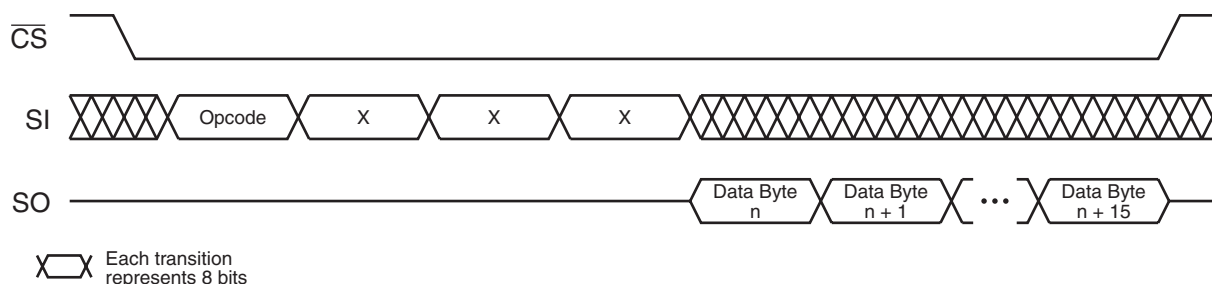 CS
SI
Opcode
X
X
X
SO
Data Byte
n
Data Byte
n + 1
•••
Data Byte
n + 15
Each transition
represents 8 bits